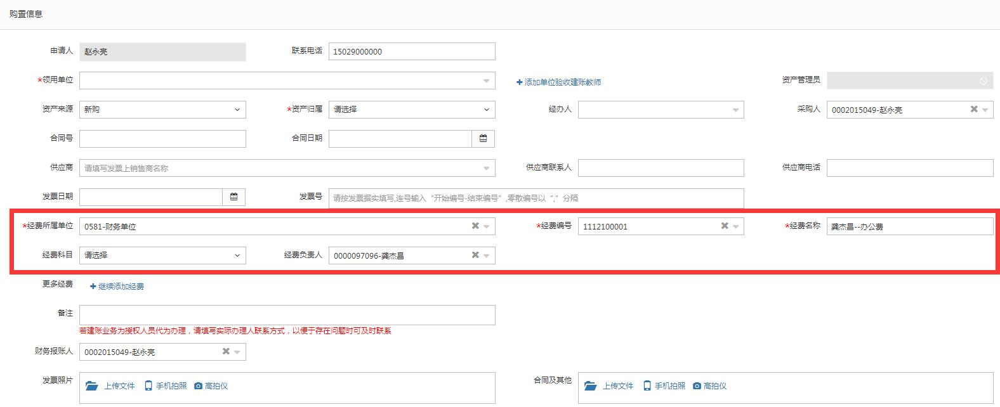 购置信息
申请人 赵永亮 联系电话 15029000000
*领用单位 添加单位验收建账教师 资产管理员
资产来源 新购 *资产归属 请选择 经办人 采购人 0002015049-赵永亮
合同号 合同日期
供应商 请填写发票上销售商名称 供应商联系人 供应商电话
发票日期 发票号 请按发票据实填写,连号输入“开始编号-结束编号”,零散编号以“,”分隔
*经费所属单位 0581-财务单位 *经费编号 1112100001 *经费名称 龚杰昌--办公费
经费科目 请选择 经费负责人 0000097096-龚杰昌
更多经费 继续添加经费
备注
若建账业务为授权人员代为办理，请填写实际办理人联系方式，以便于存在问题时可及时联系
财务报账人 0002015049-赵永亮
发票照片 上传文件 手机拍照 高拍仪 合同及其他 上传文件 手机拍照 高拍仪